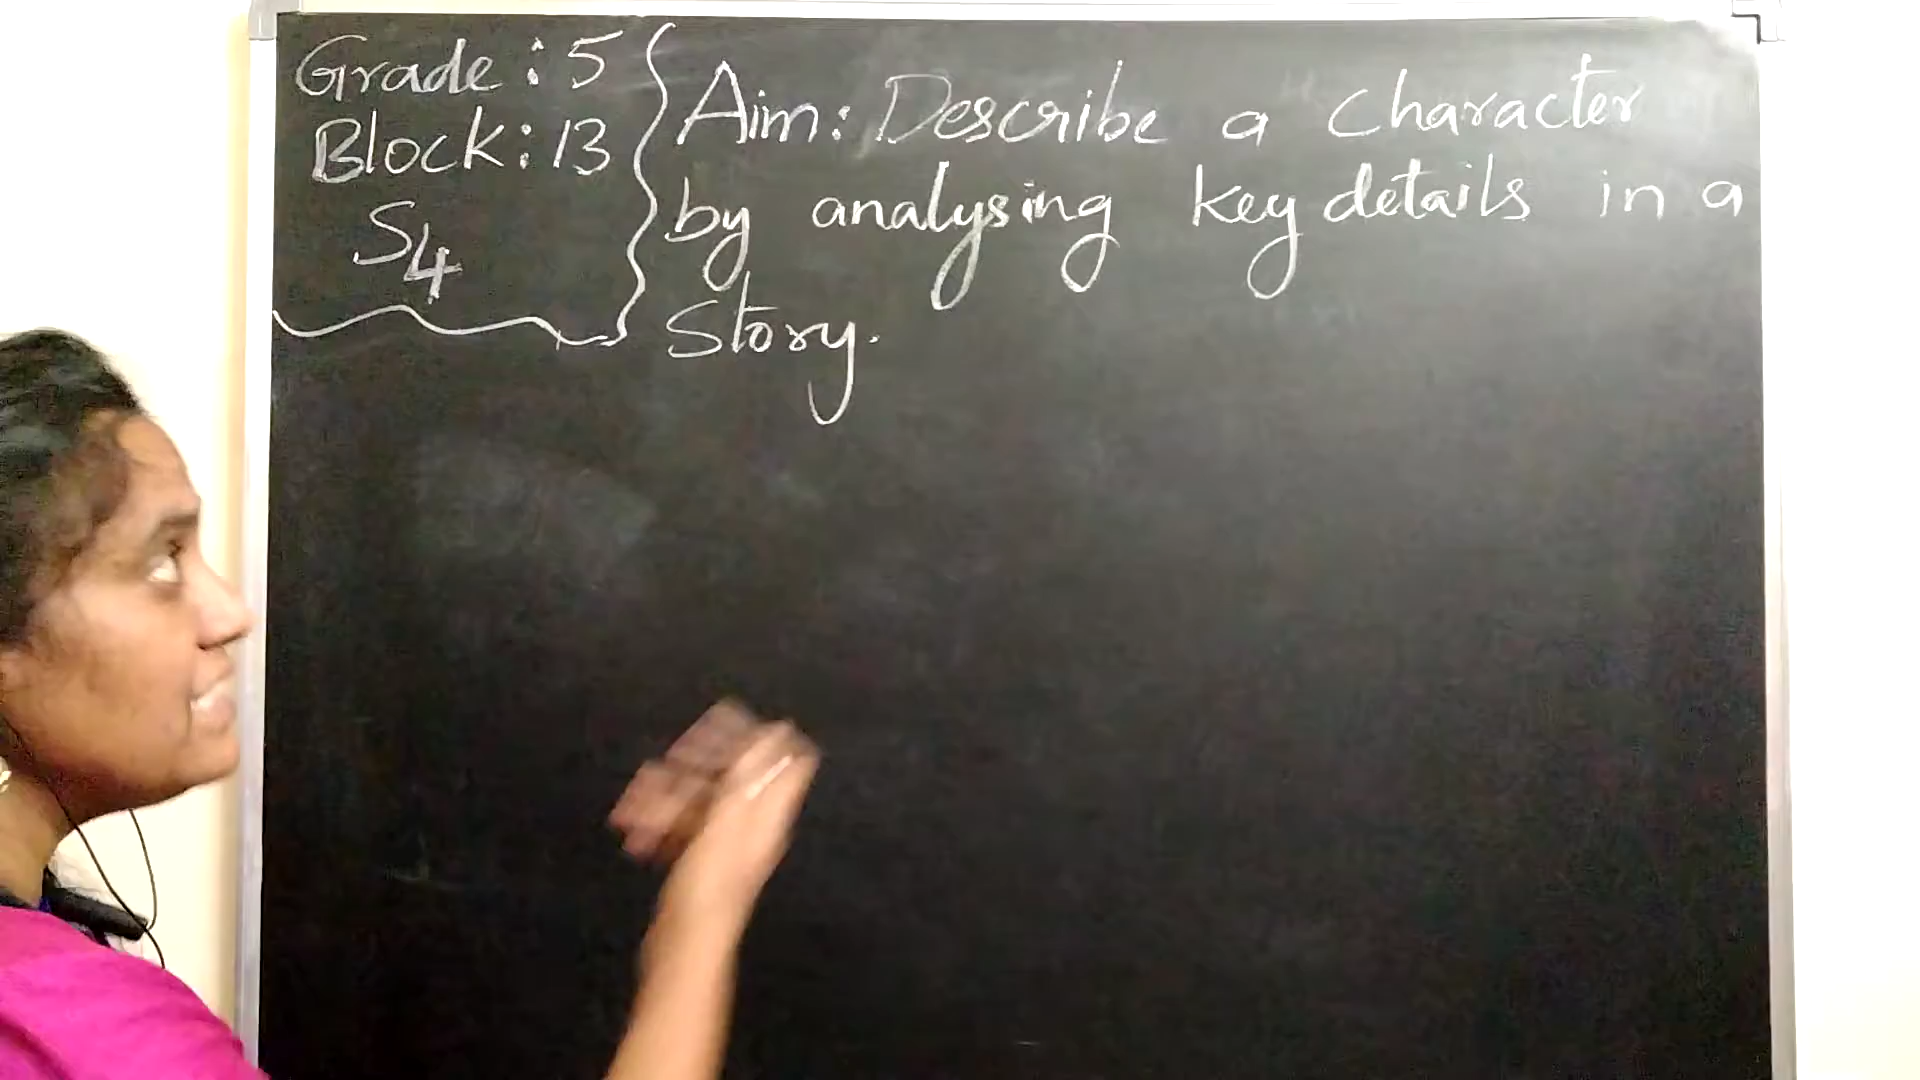 Grade : 5
Block : 13
S4
Aim: Describe a character
by analysing key details in a
Story.